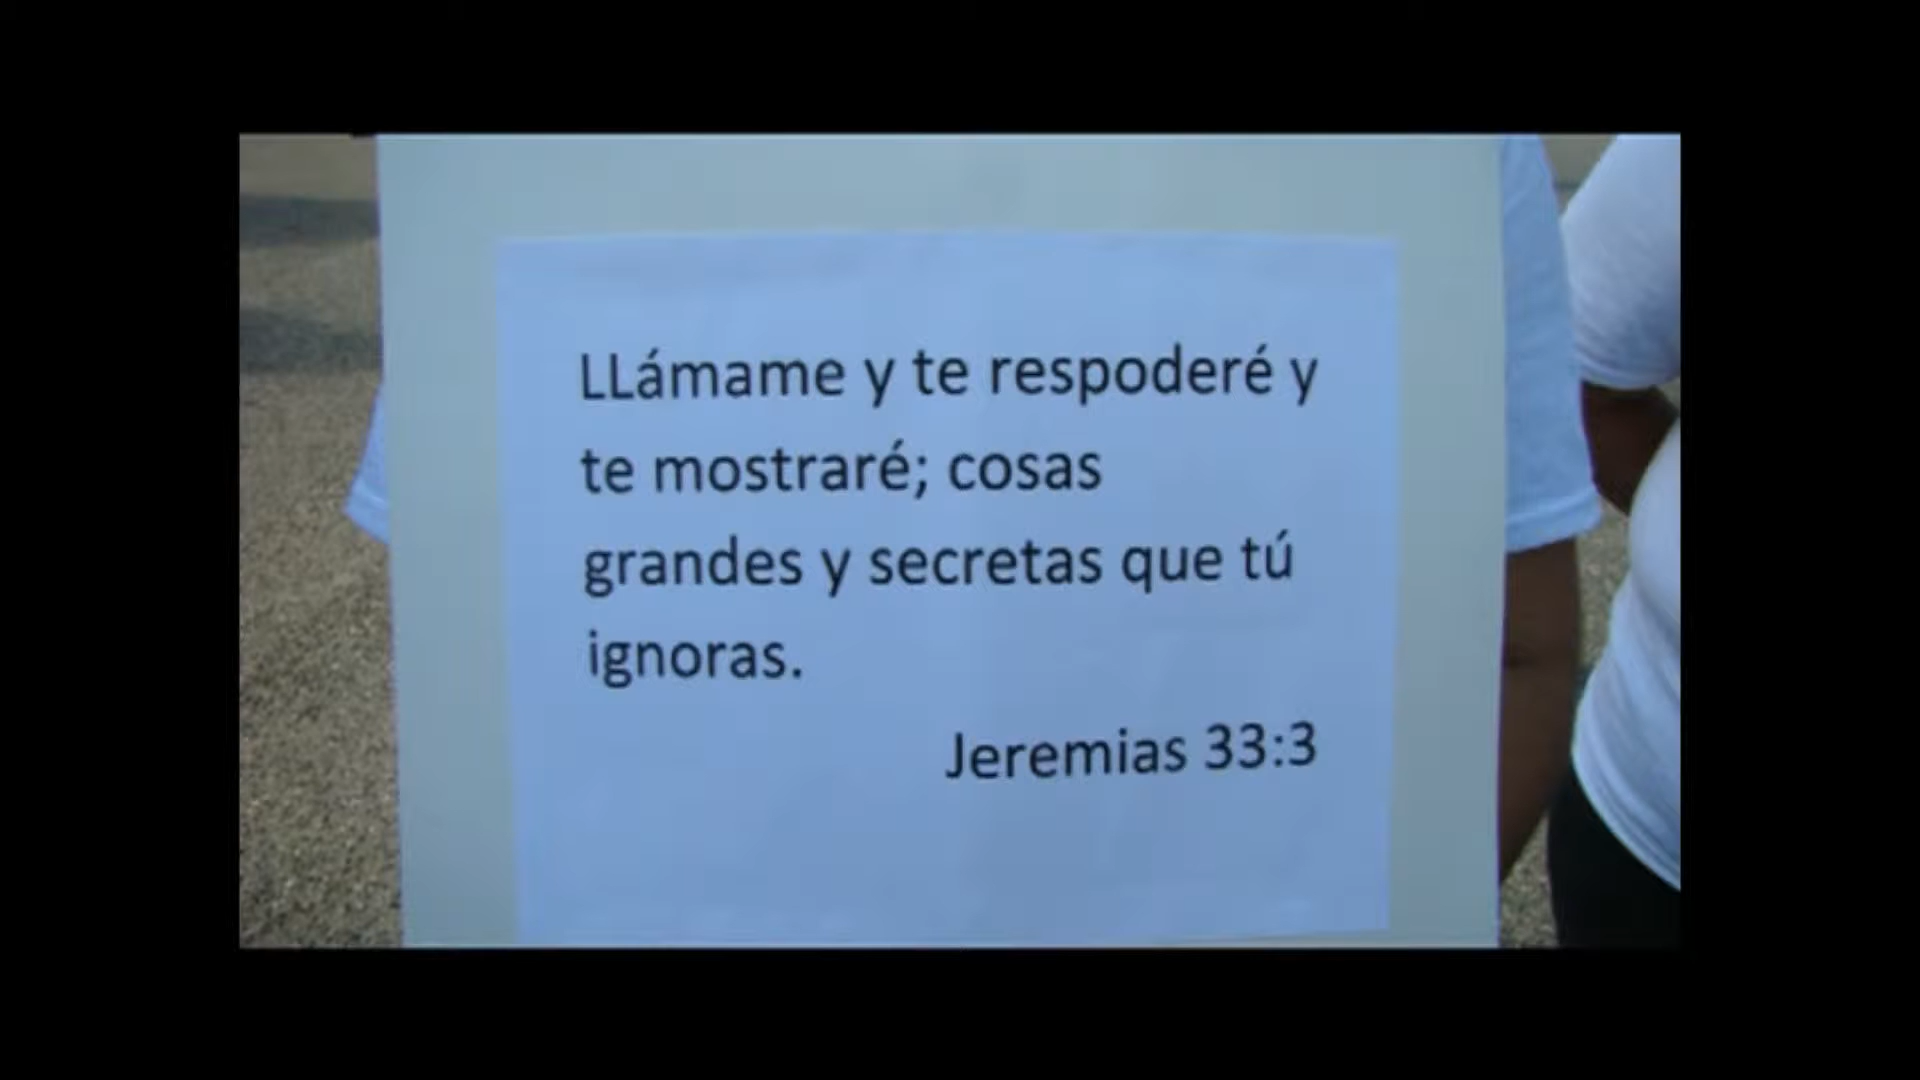 LLámame y te respoderé y
te mostraré; cosas
grandes y secretas que tú
ignoras.
Jeremias 33:3